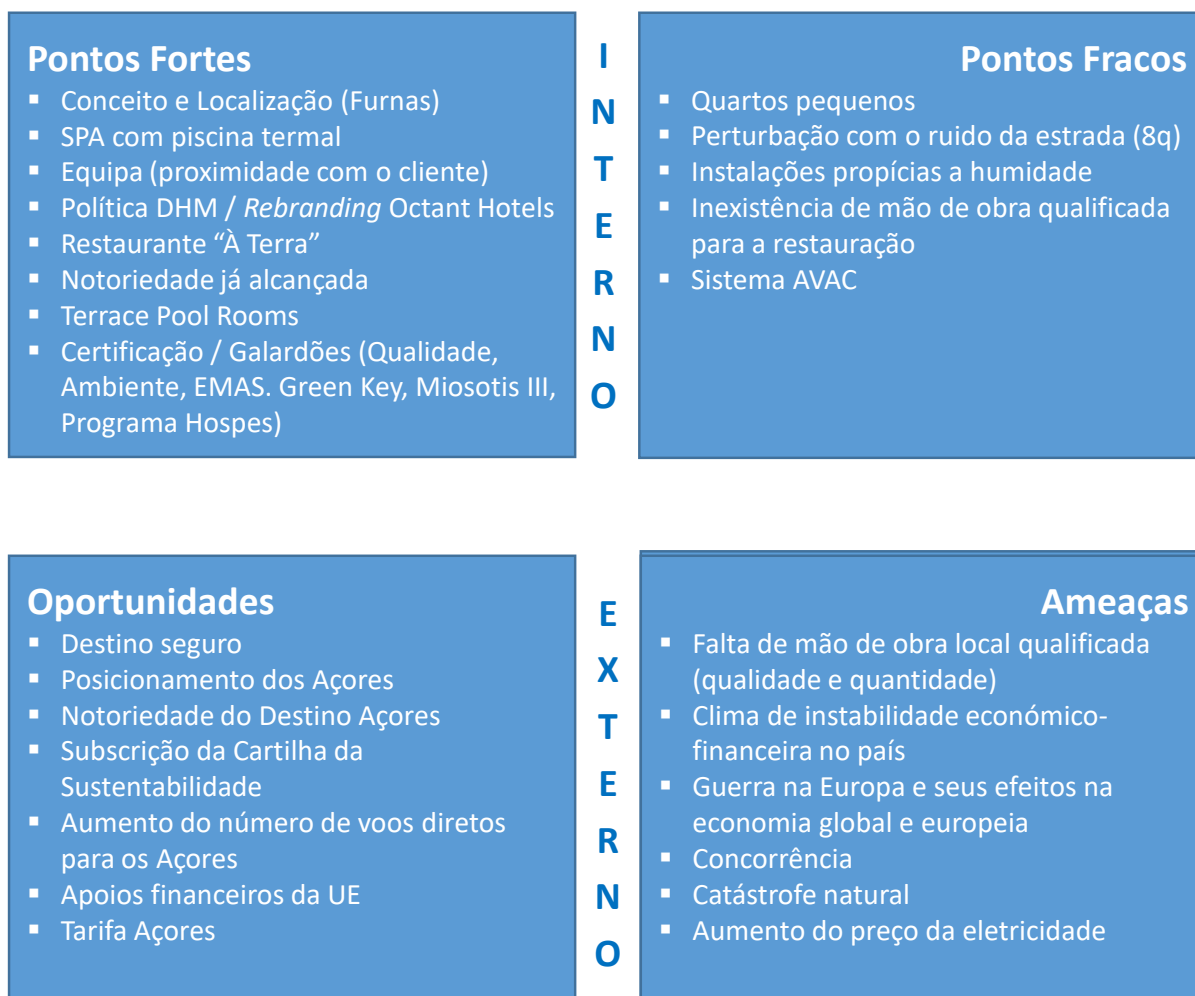 Pontos Fortes
▪ Conceito e Localização (Furnas)
▪ SPA com piscina termal
▪ Equipa (proximidade com o cliente)
▪ Política DHM / Rebranding Octant Hotels
▪ Restaurante “À Terra”
▪ Notoriedade já alcançada
▪ Terrace Pool Rooms
▪ Certificação / Galardões (Qualidade,
Ambiente, EMAS. Green Key, Miosotis III,
Programa Hospes)
I
N
T
E
R
N
O
Pontos Fracos
▪ Quartos pequenos
▪ Perturbação com o ruido da estrada (8q)
▪ Instalações propícias a humidade
▪ Inexistência de mão de obra qualificada
para a restauração
▪ Sistema AVAC
Oportunidades
▪ Destino seguro
▪ Posicionamento dos Açores
▪ Notoriedade do Destino Açores
▪ Subscrição da Cartilha da
Sustentabilidade
▪ Aumento do número de voos diretos
para os Açores
▪ Apoios financeiros da UE
▪ Tarifa Açores
E
X
T
E
R
N
O
Ameaças
▪ Falta de mão de obra local qualificada
(qualidade e quantidade)
▪ Clima de instabilidade económico-
financeira no país
▪ Guerra na Europa e seus efeitos na
economia global e europeia
▪ Concorrência
▪ Catástrofe natural
▪ Aumento do preço da eletricidade